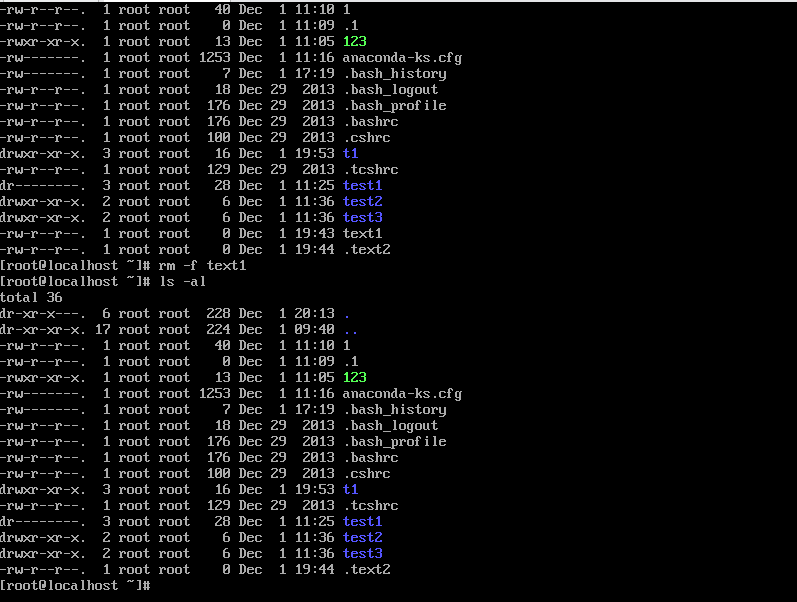 -rw-r--r--.  1 root root   40 Dec  1 11:10 1
-rw-r--r--.  1 root root    0 Dec  1 11:09 .1
-rwxr-xr-x.  1 root root   13 Dec  1 11:05 123
-rw-------.  1 root root 1253 Dec  1 11:16 anaconda-ks.cfg
-rw-------.  1 root root    7 Dec  1 17:19 .bash_history
-rw-r--r--.  1 root root   18 Dec 29  2013 .bash_logout
-rw-r--r--.  1 root root  176 Dec 29  2013 .bash_profile
-rw-r--r--.  1 root root  176 Dec 29  2013 .bashrc
-rw-r--r--.  1 root root  100 Dec 29  2013 .cshrc
drwxr-xr-x.  3 root root   16 Dec  1 19:53 t1
-rw-r--r--.  1 root root  129 Dec 29  2013 .tcshrc
dr--------.  3 root root   28 Dec  1 11:25 test1
drwxr-xr-x.  2 root root    6 Dec  1 11:36 test2
drwxr-xr-x.  2 root root    6 Dec  1 11:36 test3
-rw-r--r--.  1 root root    0 Dec  1 19:43 text1
-rw-r--r--.  1 root root    0 Dec  1 19:44 .text2
[root@localhost ~]# rm -f text1
[root@localhost ~]# ls -al
total 36
dr-xr-x---.  6 root root  228 Dec  1 20:13 .
dr-xr-xr-x. 17 root root  224 Dec  1 09:40 ..
-rw-r--r--.  1 root root   40 Dec  1 11:10 1
-rw-r--r--.  1 root root    0 Dec  1 11:09 .1
-rwxr-xr-x.  1 root root   13 Dec  1 11:05 123
-rw-------.  1 root root 1253 Dec  1 11:16 anaconda-ks.cfg
-rw-------.  1 root root    7 Dec  1 17:19 .bash_history
-rw-r--r--.  1 root root   18 Dec 29  2013 .bash_logout
-rw-r--r--.  1 root root  176 Dec 29  2013 .bash_profile
-rw-r--r--.  1 root root  176 Dec 29  2013 .bashrc
-rw-r--r--.  1 root root  100 Dec 29  2013 .cshrc
drwxr-xr-x.  3 root root   16 Dec  1 19:53 t1
-rw-r--r--.  1 root root  129 Dec 29  2013 .tcshrc
dr--------.  3 root root   28 Dec  1 11:25 test1
drwxr-xr-x.  2 root root    6 Dec  1 11:36 test2
drwxr-xr-x.  2 root root    6 Dec  1 11:36 test3
-rw-r--r--.  1 root root    0 Dec  1 19:44 .text2
[root@localhost ~]#